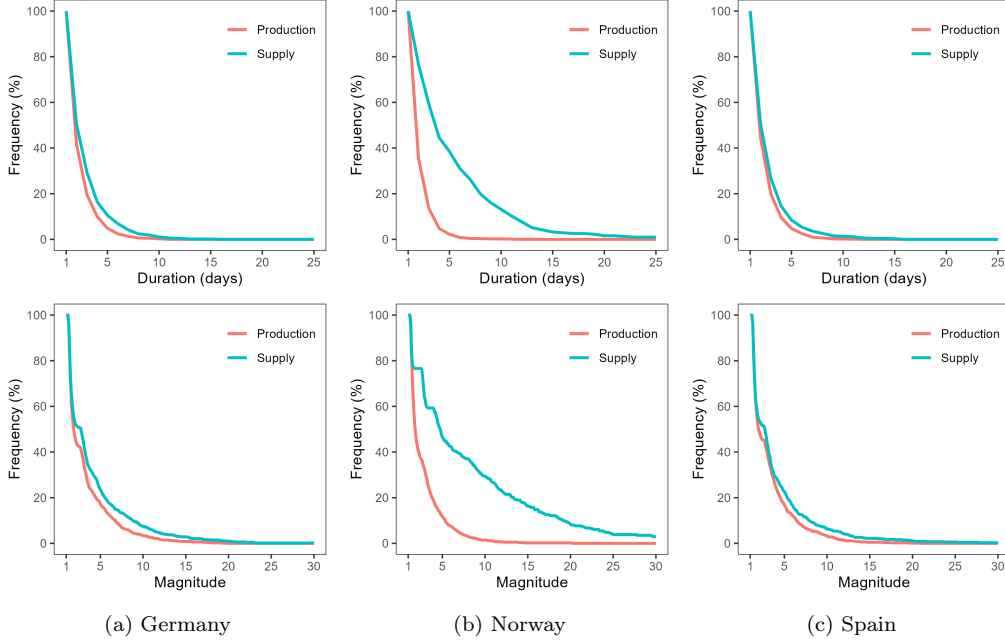 100
80
60
40
20
0
Frequency (%)
1 5 10 15 20 25
Duration (days)
Production
Supply
100
80
60
40
20
0
Frequency (%)
1 5 10 15 20 25
Duration (days)
Production
Supply
100
80
60
40
20
0
Frequency (%)
1 5 10 15 20 25
Duration (days)
Production
Supply
100
80
60
40
20
0
Frequency (%)
1 5 10 15 20 25 30
Magnitude
Production
Supply
100
80
60
40
20
0
Frequency (%)
1 5 10 15 20 25 30
Magnitude
Production
Supply
100
80
60
40
20
0
Frequency (%)
1 5 10 15 20 25 30
Magnitude
Production
Supply
(a) Germany
(b) Norway
(c) Spain